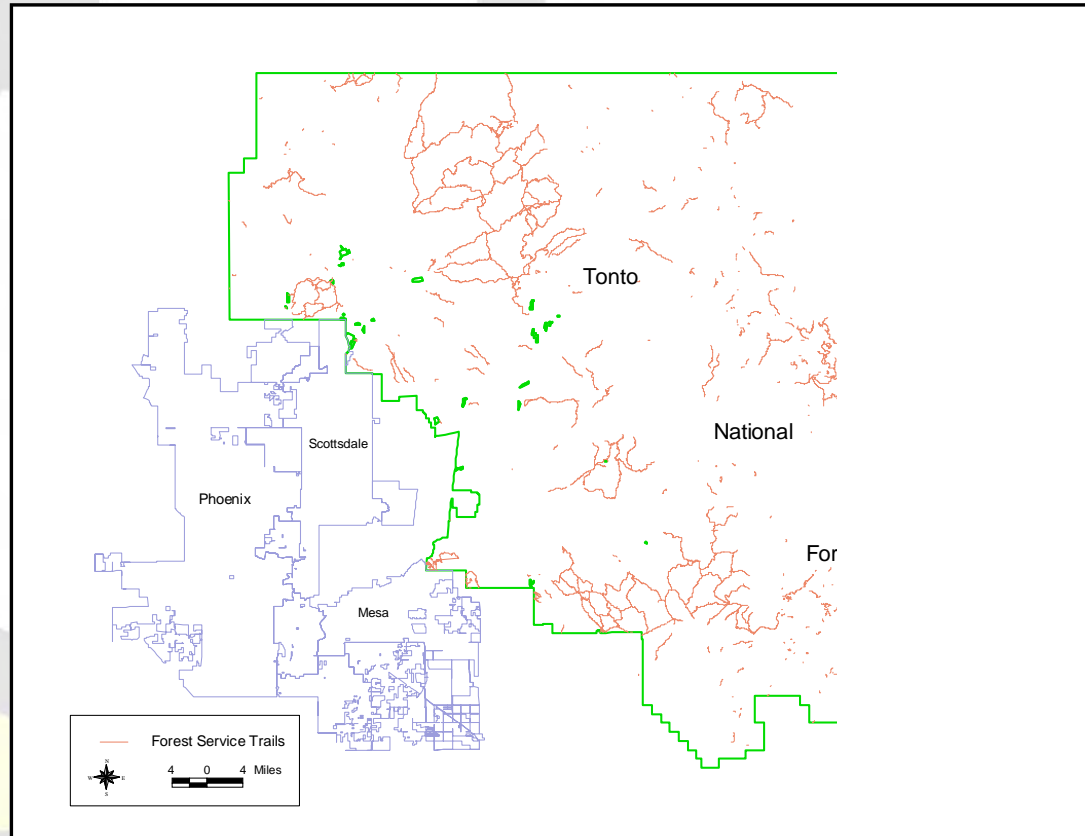 Tonto
National
Scottsdale
Phoenix
For
Mesa
Forest Service Trails
N
W E
S
4 0 4 Miles